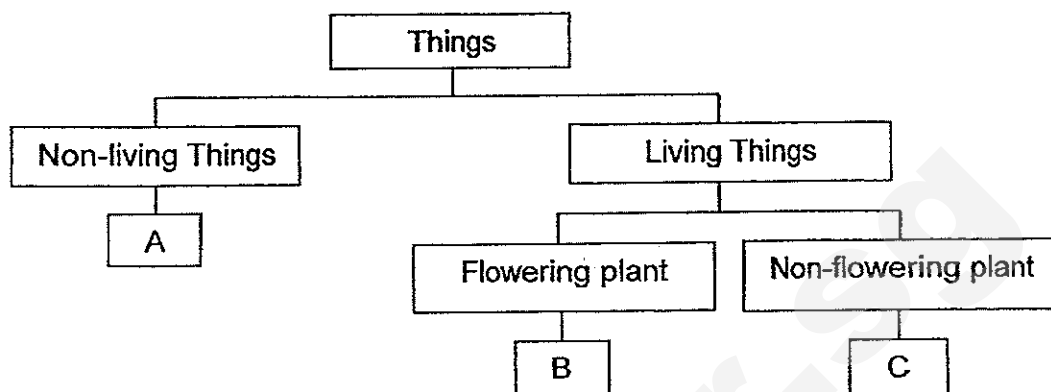 Things
Non-living Things
Living Things
A
Flowering plant
Non-flowering plant
B
C